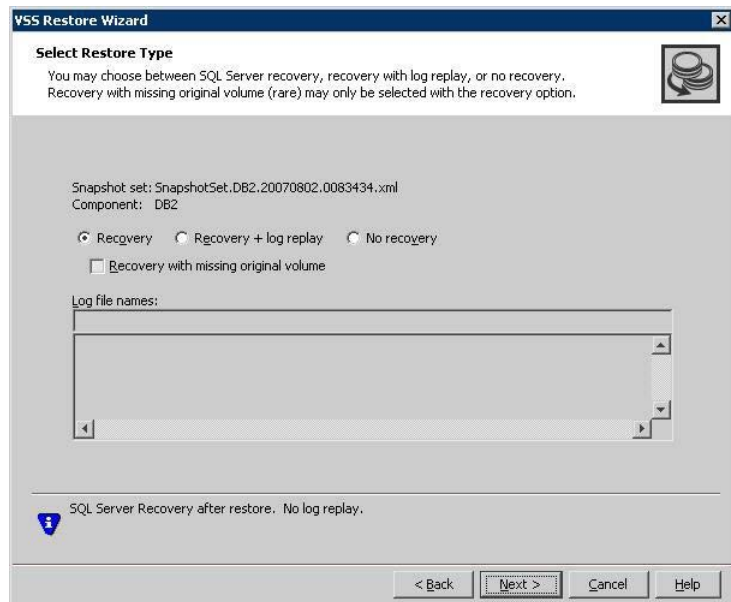 VSS Restore Wizard
Select Restore Type
You may choose between SQL Server recovery, recovery with log replay, or no recovery.
Recovery with missing original volume (rare) may only be selected with the recovery option.
Snapshot set: SnapshotSet.DB2.20070802.0083434.xml
Component: DB2
Recovery Recovery + log replay No recovery
Recovery with missing original volume
Log file names:
SQL Server Recovery after restore. No log replay.
< Back Next > Cancel Help